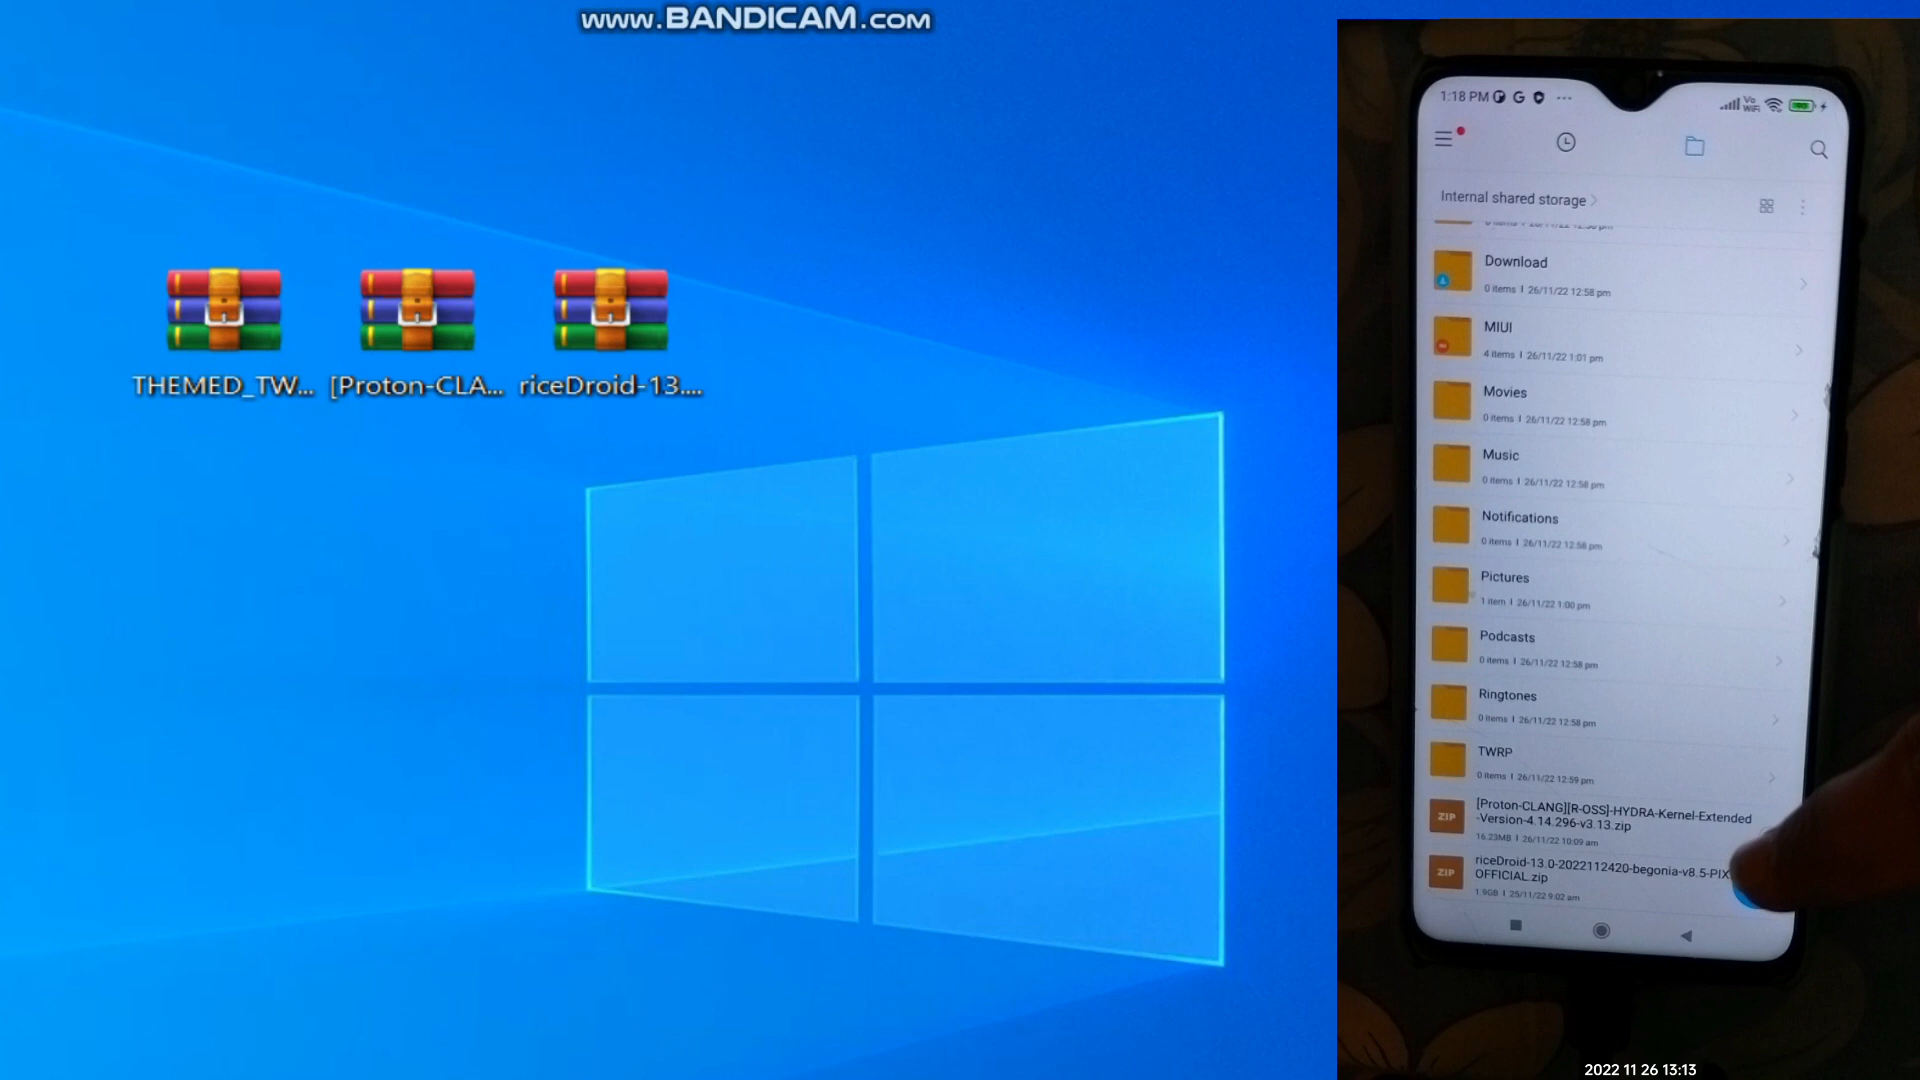 www.BANDICAM.com
THEMED_TW...
[Proton-CLA...
riceDroid-13....
1:18 PM
Vo
WiFi
Internal shared storage
Download
0 items | 26/11/22 12:58 pm
MIUI
4 items | 26/11/22 1:01 pm
Movies
0 items | 26/11/22 12:58 pm
Music
0 items | 26/11/22 12:58 pm
Notifications
0 items | 26/11/22 12:58 pm
Pictures
1 item | 26/11/22 1:00 pm
Podcasts
0 items | 26/11/22 12:58 pm
Ringtones
0 items | 26/11/22 12:58 pm
TWRP
0 items | 26/11/22 12:59 pm
ZIP
[Proton-CLANG][R-OSS]-HYDRA-Kernel-Extended
-Version-4.14.296-v3.13.zip
16.23MB | 26/11/22 10:09 am
ZIP
riceDroid-13.0-2022112420-begonia-v8.5-PIX
OFFICIAL.zip
1.9GB | 25/11/22 9:02 am
2022 11 26 13:13